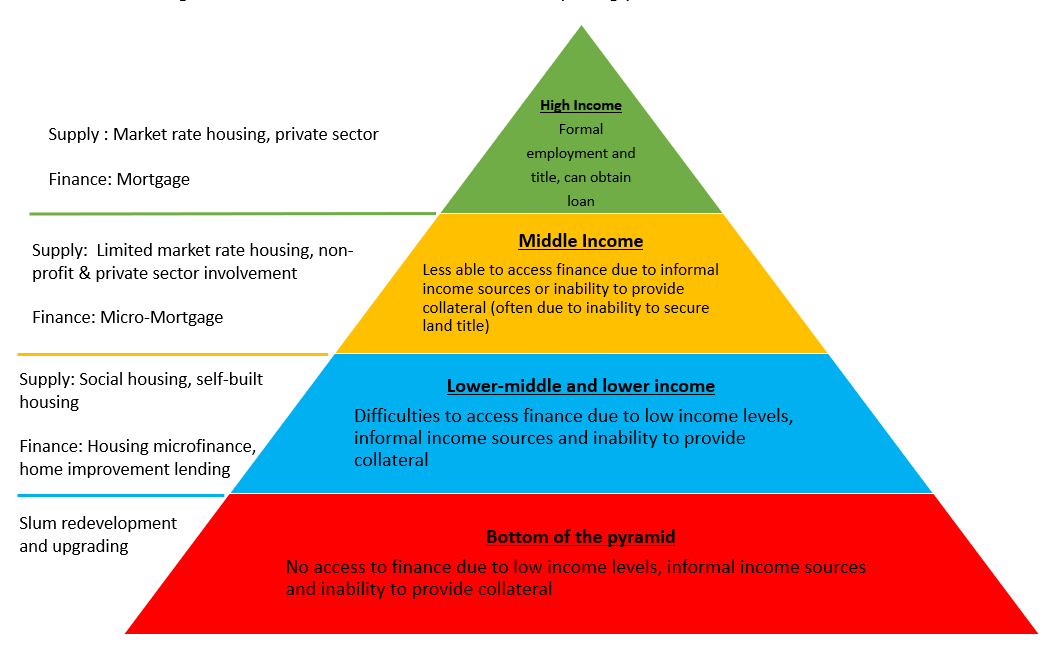 High Income
Formal
employment and
title, can obtain
loan
Supply : Market rate housing, private sector
Finance: Mortgage
Middle Income
Less able to access finance due to informal
income sources or inability to provide
collateral (often due to inability to secure
land title)
Supply:  Limited market rate housing, non-
profit & private sector involvement
Finance: Micro-Mortgage
Lower-middle and lower income
Difficulties to access finance due to low income levels,
informal income sources and inability to provide
collateral
Supply: Social housing, self-built
housing
Finance: Housing microfinance,
home improvement lending
Bottom of the pyramid
No access to finance due to low income levels, informal income sources
and inability to provide collateral
Slum redevelopment
and upgrading